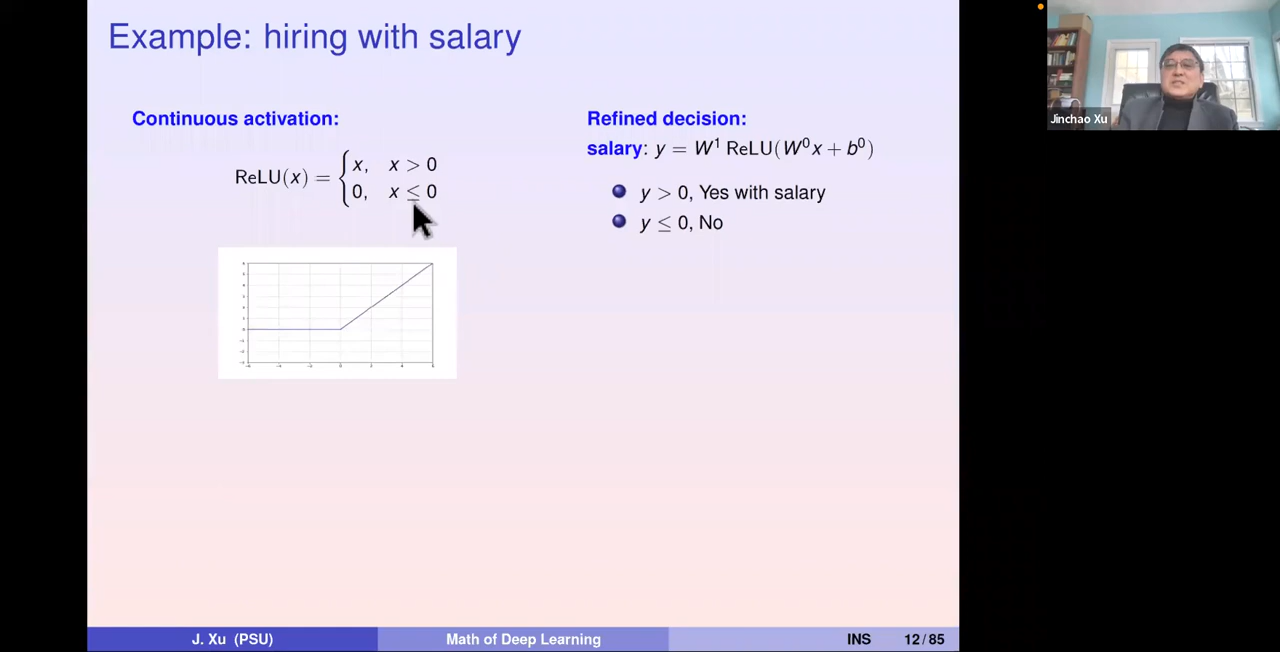 Example: hiring with salary
Jinchao Xu
Continuous activation:
ReLU(x) = { x, x > 0
0, x ≤ 0
Refined decision:
salary: y = W¹ ReLU(W⁰x + b⁰)
y > 0, Yes with salary
y ≤ 0, No
J. Xu (PSU) Math of Deep Learning INS 12 / 85